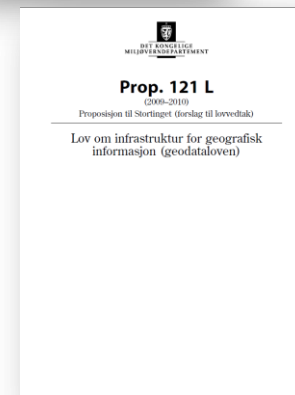 DET KONGELIGE
MILJØVERNDEPARTEMENT
Prop. 121 L
(2009–2010)
Proposisjon til Stortinget (forslag til lovvedtak)
Lov om infrastruktur for geografisk
informasjon (geodataloven)